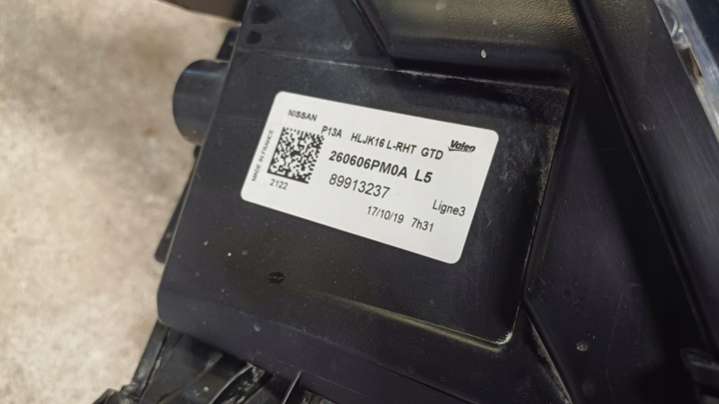 NISSAN
P13A HLJK16 L-RHT GTD Valeo
MADE IN FRANCE
260606PM0A L5
2122
89913237
Ligne3
17/10/19 7h31